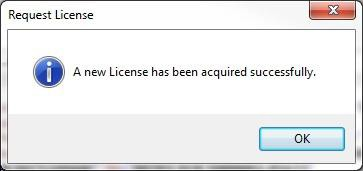 Request License
A new License has been acquired successfully.
OK